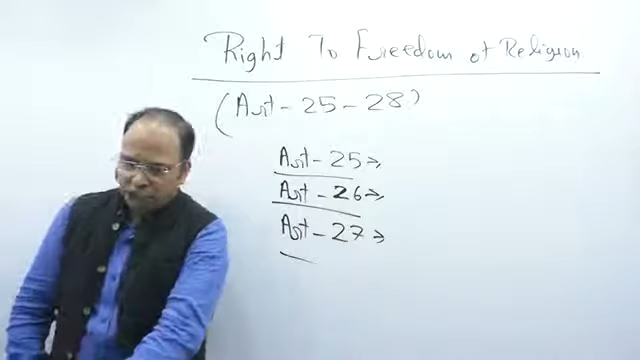 Right To Freedom of Religion
(Art - 25 - 28)
Art - 25 →
Art - 26 →
Art - 27 →